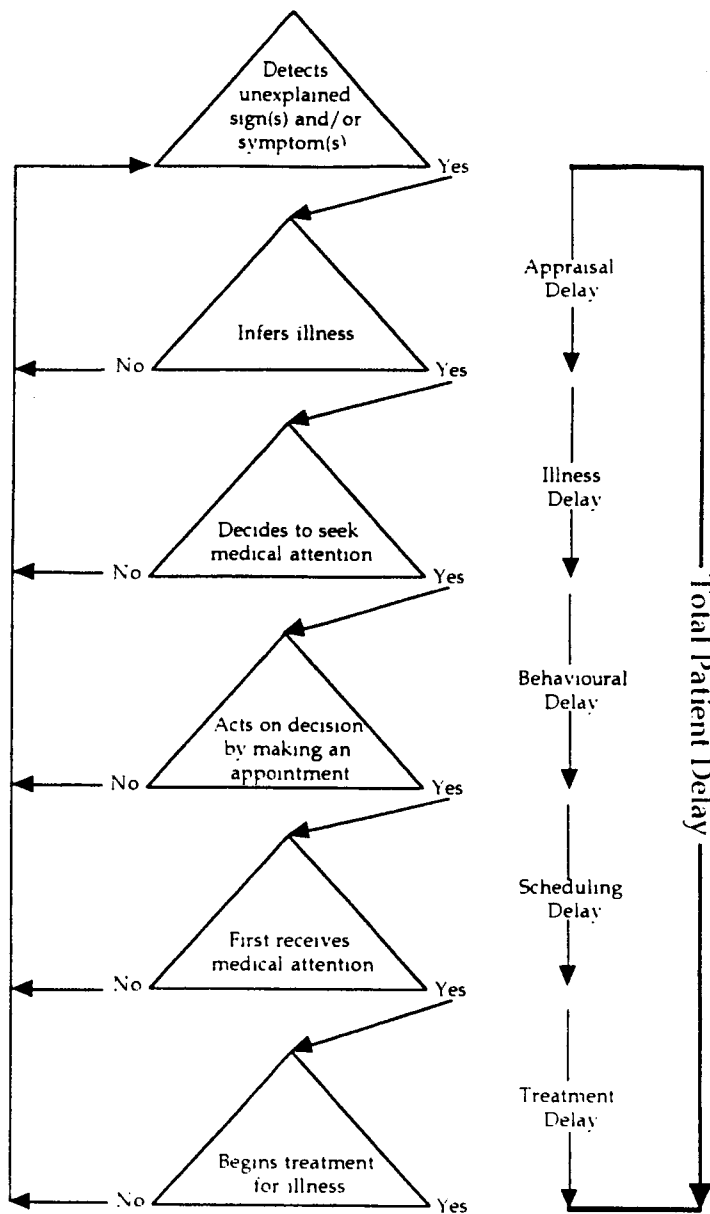 Detects
unexplained
sign(s) and/or
symptom(s)
Yes
Appraisal
Delay
Infers illness
No
Yes
Illness
Delay
Decides to seek
medical attention
No
Yes
Total Patient Delay
Behavioural
Delay
Acts on decision
by making an
appointment
No
Yes
Scheduling
Delay
First receives
medical attention
No
Yes
Treatment
Delay
Begins treatment
for illness
No
Yes